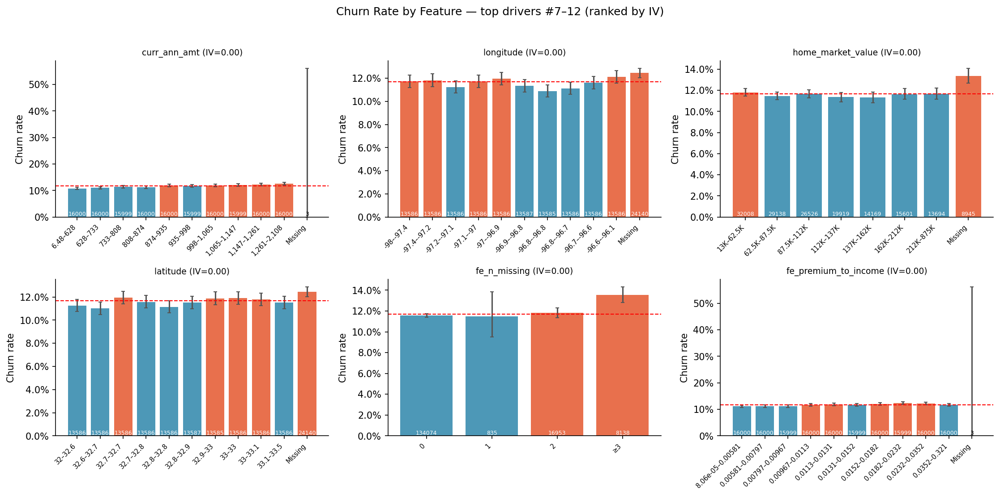 Churn Rate by Feature — top drivers #7–12 (ranked by IV)
curr_ann_amt (IV=0.00)
Churn rate
50%
40%
30%
20%
10%
0%
16000 16000 15999 16000 16000 15999 16000 15999 16000 16000 3
6.48–628 628–733 733–808 808–874 874–935 935–998 998–1,065 1,065–1,147 1,147–1,261 1,261–2,108 Missing
longitude (IV=0.00)
Churn rate
12.0%
10.0%
8.0%
6.0%
4.0%
2.0%
0.0%
13586 13586 13586 13586 13586 13587 13585 13586 13586 13586 24140
-98–-97.4 -97.4–-97.2 -97.2–-97.1 -97.1–-97 -97–-96.9 -96.9–-96.8 -96.8–-96.8 -96.8–-96.7 -96.7–-96.6 -96.6–-96.1 Missing
home_market_value (IV=0.00)
Churn rate
14.0%
12.0%
10.0%
8.0%
6.0%
4.0%
2.0%
0.0%
32008 29138 26526 19919 14169 15601 13694 8945
13K–62.5K 62.5K–87.5K 87.5K–112K 112K–137K 137K–162K 162K–212K 212K–875K Missing
latitude (IV=0.00)
Churn rate
12.0%
10.0%
8.0%
6.0%
4.0%
2.0%
0.0%
13586 13586 13586 13586 13586 13587 13585 13586 13586 13586 24140
32–32.6 32.6–32.7 32.7–32.7 32.7–32.8 32.8–32.8 32.8–32.9 32.9–33 33–33 33–33.1 33.1–33.5 Missing
fe_n_missing (IV=0.00)
Churn rate
14.0%
12.0%
10.0%
8.0%
6.0%
4.0%
2.0%
0.0%
134074 835 16953 8138
0 1 2 ≥3
fe_premium_to_income (IV=0.00)
Churn rate
50%
40%
30%
20%
10%
0%
16000 16000 15999 16000 16000 15999 16000 15999 16000 16000 3
8.06e-05–0.00581 0.00581–0.00797 0.00797–0.00967 0.00967–0.0113 0.0113–0.0131 0.0131–0.0152 0.0152–0.0182 0.0182–0.0232 0.0232–0.0352 0.0352–0.321 Missing